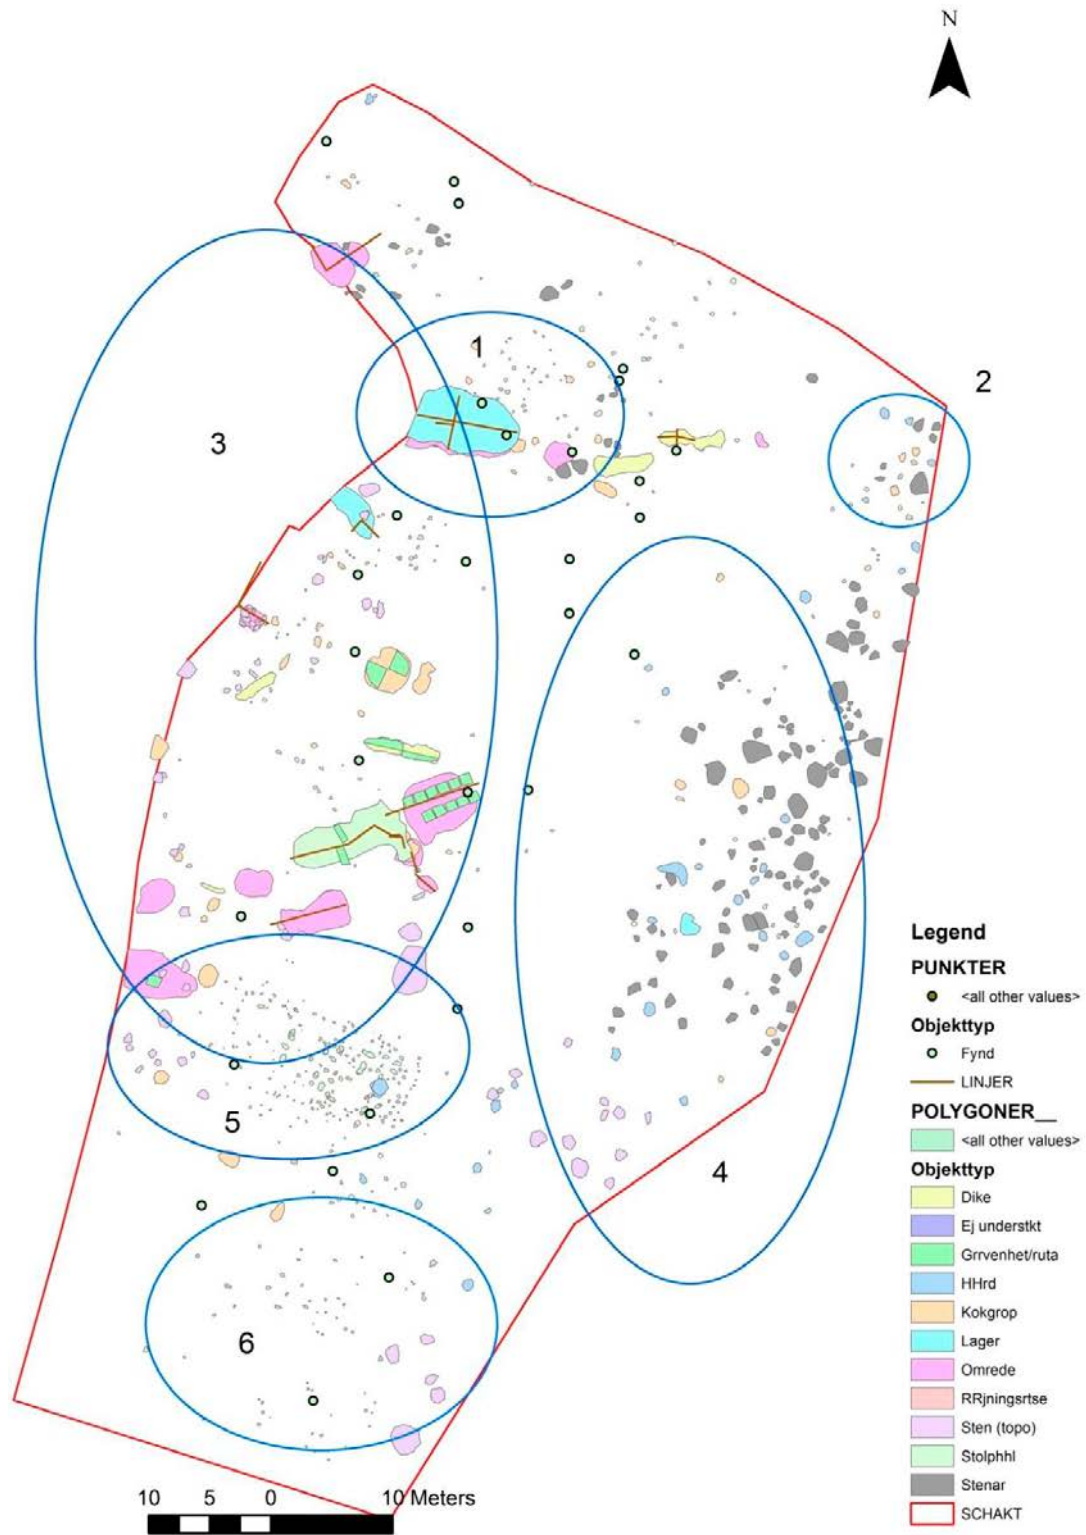 N
1
2
3
4
5
6
Legend
PUNKTER
<all other values>
Objekttyp
Fynd
LINJER
POLYGONER__
<all other values>
Objekttyp
Dike
Ej understkt
Grrvenhet/ruta
HHrd
Kokgrop
Lager
Omrede
RRjningsrtse
Sten (topo)
Stolphhl
Stenar
SCHAKT
10 5 0 10 Meters